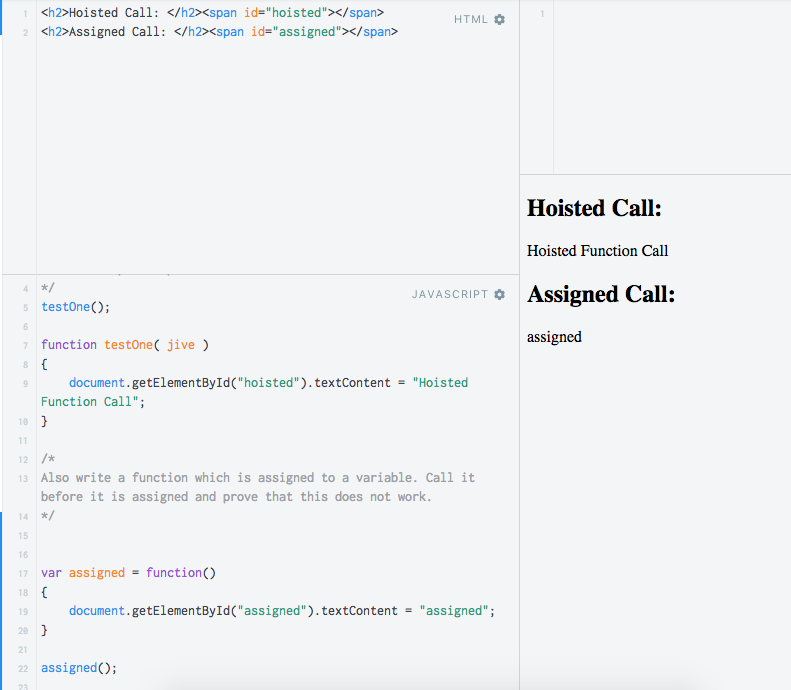 1 <h2>Hoisted Call: </h2><span id="hoisted"></span>
2 <h2>Assigned Call: </h2><span id="assigned"></span>
HTML
1
Hoisted Call:
Hoisted Function Call
Assigned Call:
assigned
JAVASCRIPT
4 */
5 testOne();
6
7 function testOne( jive )
8 {
9 document.getElementById("hoisted").textContent = "Hoisted
Function Call";
10 }
11
12 /*
13 Also write a function which is assigned to a variable. Call it
before it is assigned and prove that this does not work.
14 */
15
16
17 var assigned = function()
18 {
19 document.getElementById("assigned").textContent = "assigned";
20 }
21
22 assigned();
23